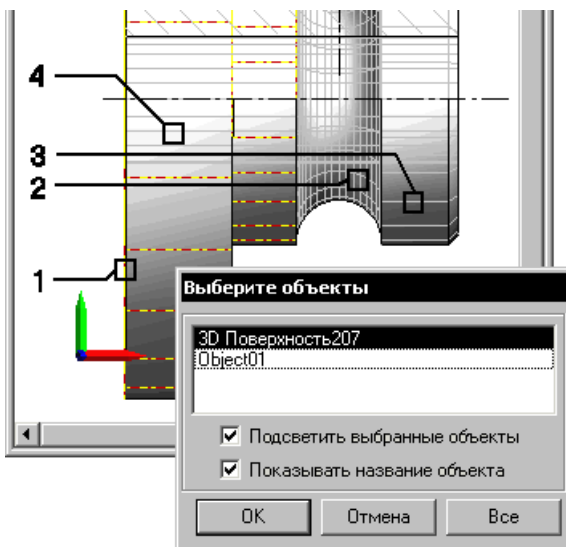 4
3
2
1
Выберите объекты
3D Поверхность207
Object01
Подсветить выбранные объекты
Показывать название объекта
OK Отмена Все